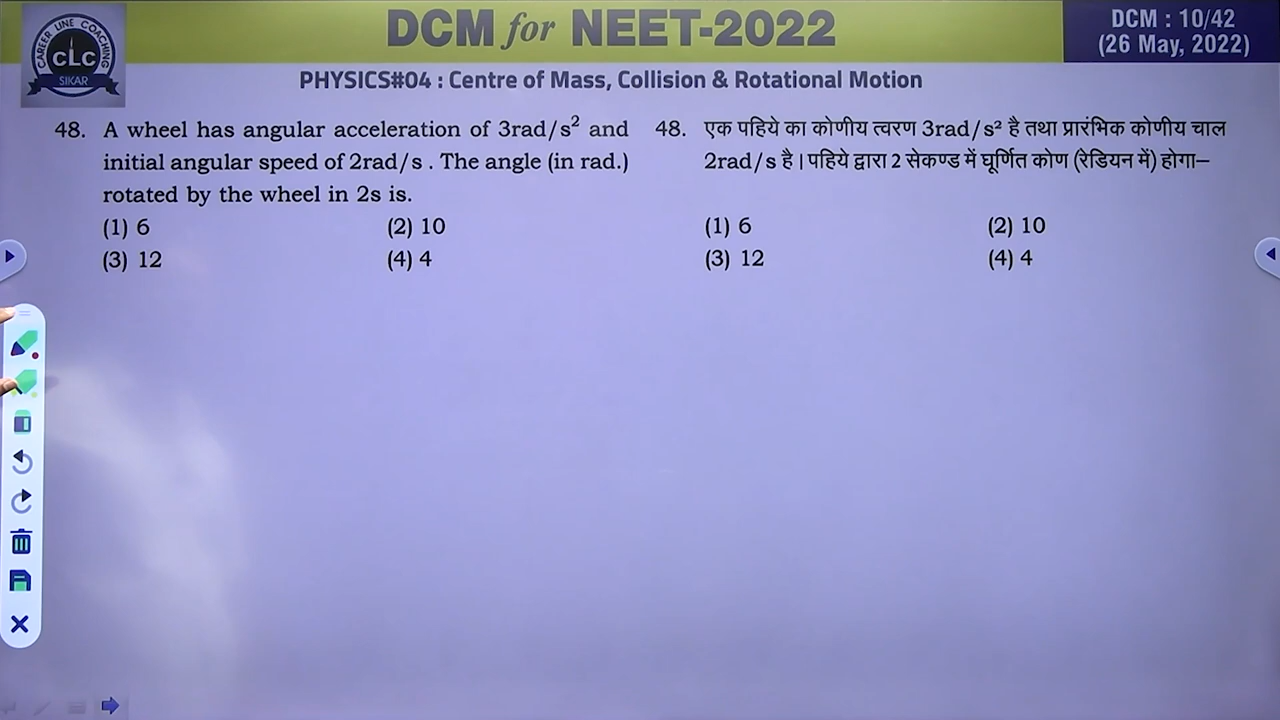 DCM for NEET-2022
DCM : 10/42
(26 May, 2022)
CAREER LINE COACHING
CLC
SIKAR
PHYSICS#04 : Centre of Mass, Collision & Rotational Motion
48. A wheel has angular acceleration of 3rad/s² and
initial angular speed of 2rad/s . The angle (in rad.)
rotated by the wheel in 2s is.
(1) 6 (2) 10
(3) 12 (4) 4
48. एक पहिये का कोणीय त्वरण 3rad/s² है तथा प्रारंभिक कोणीय चाल
2rad/s है। पहिये द्वारा 2 सेकण्ड में घूर्णित कोण (रेडियन में) होगा–
(1) 6 (2) 10
(3) 12 (4) 4